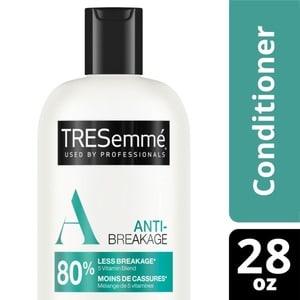 TRESemmé
USED BY PROFESSIONALS
A
ANTI-
BREAKAGE
80%
LESS BREAKAGE*
5 Vitamin Blend
MOINS DE CASSURES*
Mélange de 5 vitamines
Conditioner
28
oz